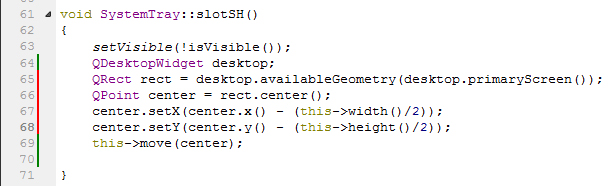 61 void SystemTray::slotSH()
62 {
63 setVisible(!isVisible());
64 QDesktopWidget desktop;
65 QRect rect = desktop.availableGeometry(desktop.primaryScreen());
66 QPoint center = rect.center();
67 center.setX(center.x() - (this->width()/2));
68 center.setY(center.y() - (this->height()/2));
69 this->move(center);
70
71 }